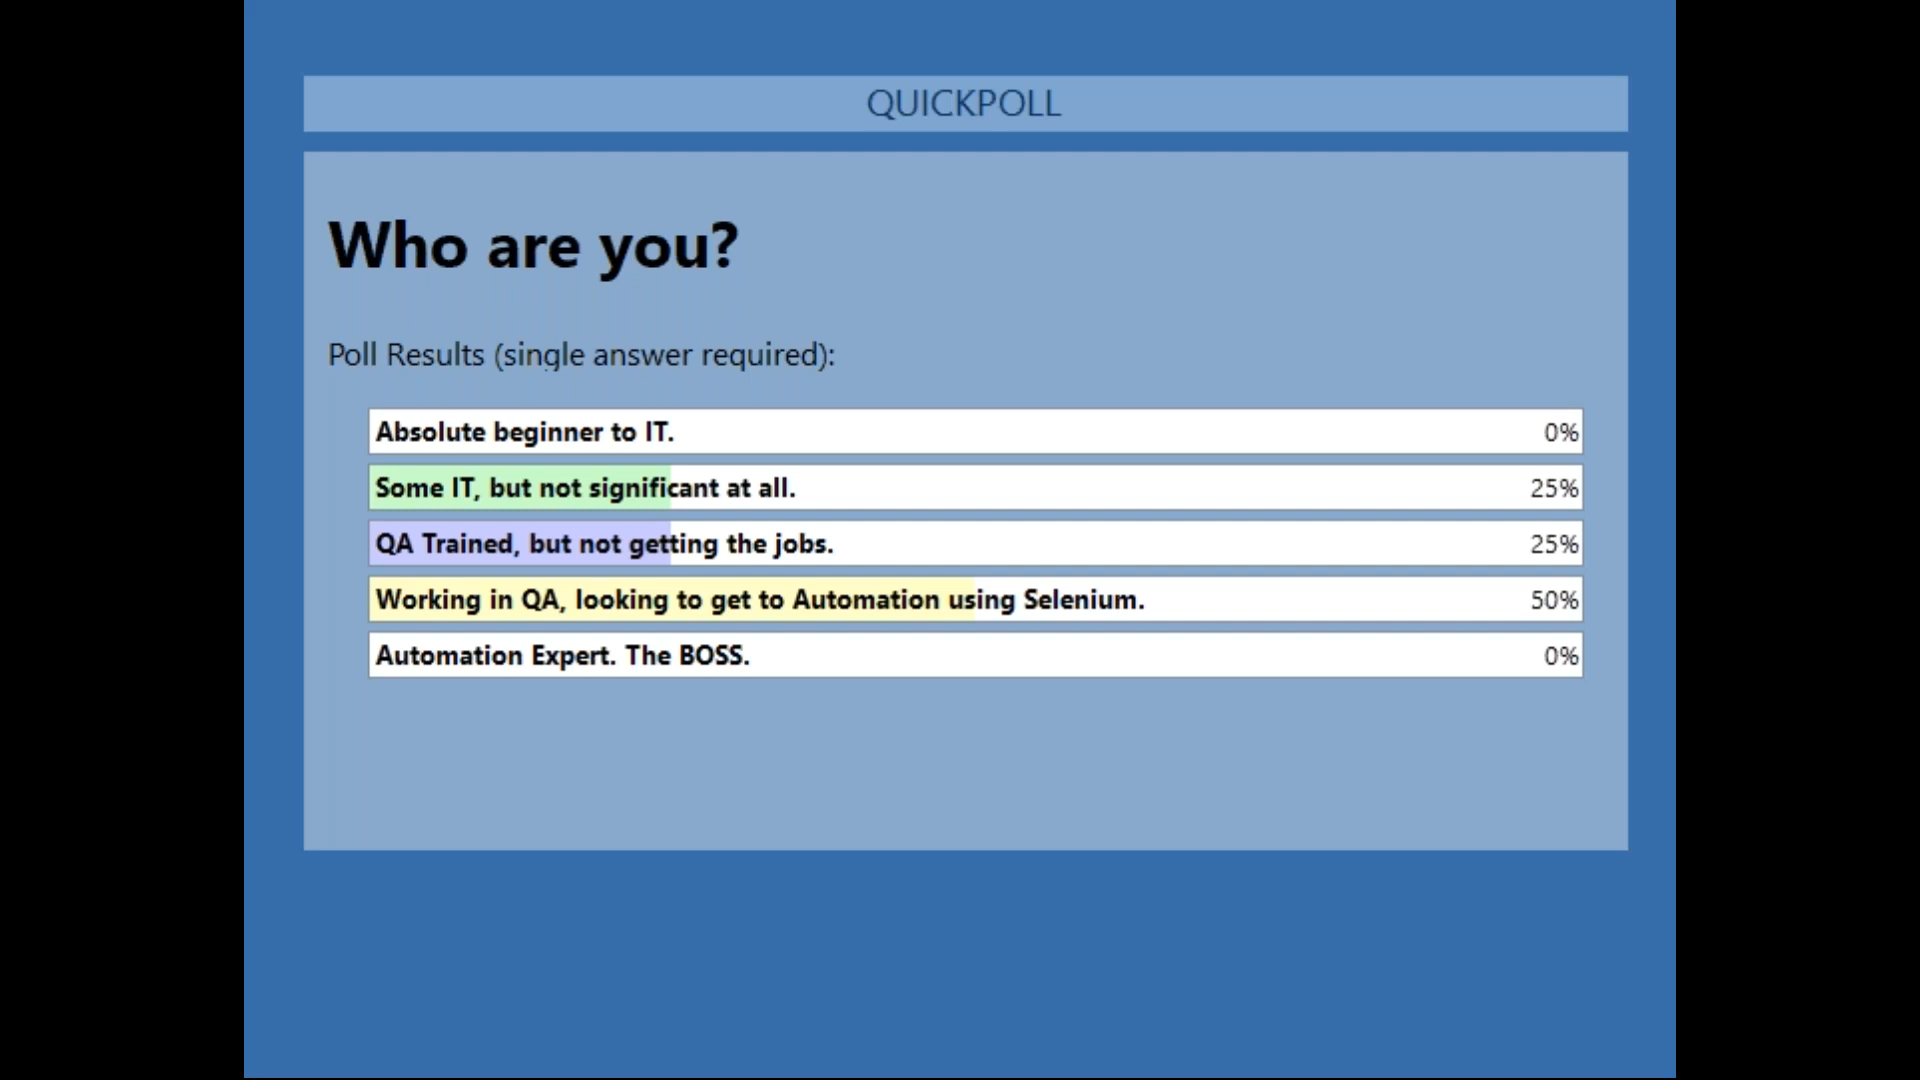 QUICKPOLL
Who are you?
Poll Results (single answer required):
Absolute beginner to IT. 0%
Some IT, but not significant at all. 25%
QA Trained, but not getting the jobs. 25%
Working in QA, looking to get to Automation using Selenium. 50%
Automation Expert. The BOSS. 0%